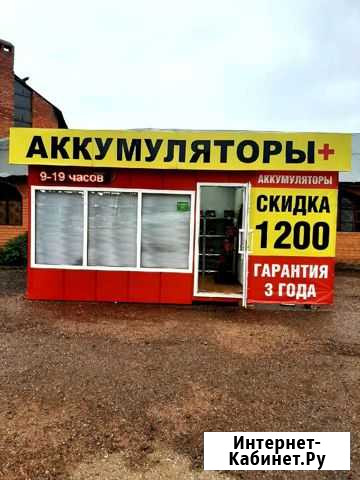 АККУМУЛЯТОРЫ+
9-19 часов
АККУМУЛЯТОРЫ
СКИДКА
1200
ГАРАНТИЯ
3 ГОДА
Интернет-
Кабинет.Ру